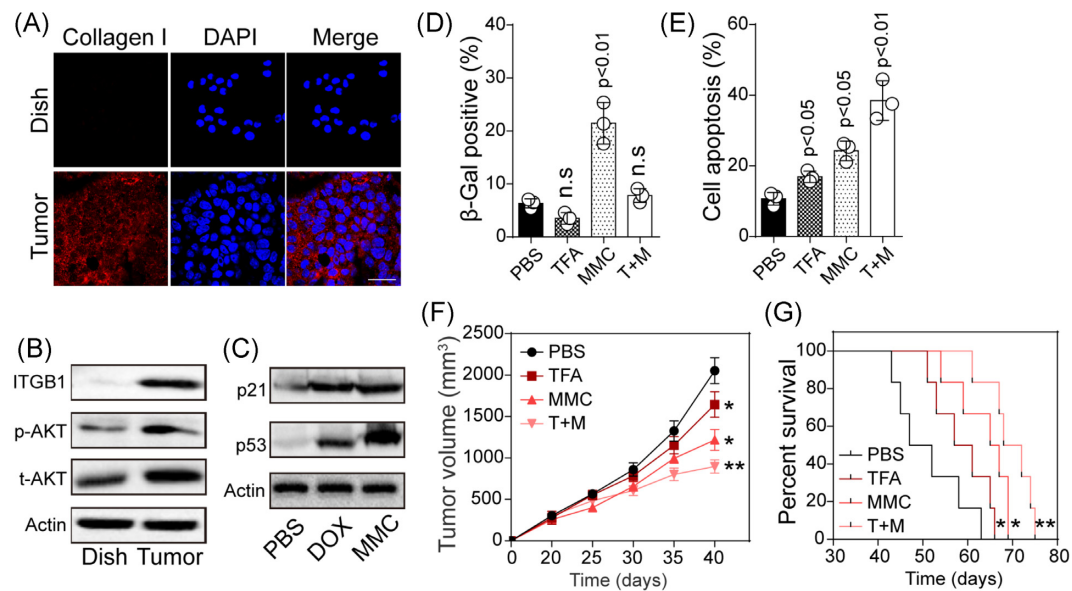 (A)
Collagen I DAPI Merge
Dish
Tumor
(B)
ITGB1
p-AKT
t-AKT
Actin
Dish Tumor
(C)
p21
p53
Actin
PBS DOX MMC
(D)
β-Gal positive (%)
40
30
20
10
0
n.s
p<0.01
n.s
PBS TFA MMC T+M
(E)
Cell apoptosis (%)
60
40
20
0
p<0.05
p<0.05
p<0.01
PBS TFA MMC T+M
(F)
Tumor volume (mm³)
2500
2000
1500
1000
500
0
PBS
TFA
MMC
T+M
*
*
**
0 20 25 30 35 40
Time (days)
(G)
Percent survival
100
80
60
40
20
0
PBS
TFA
MMC
T+M
* * **
30 40 50 60 70 80
Time (days)